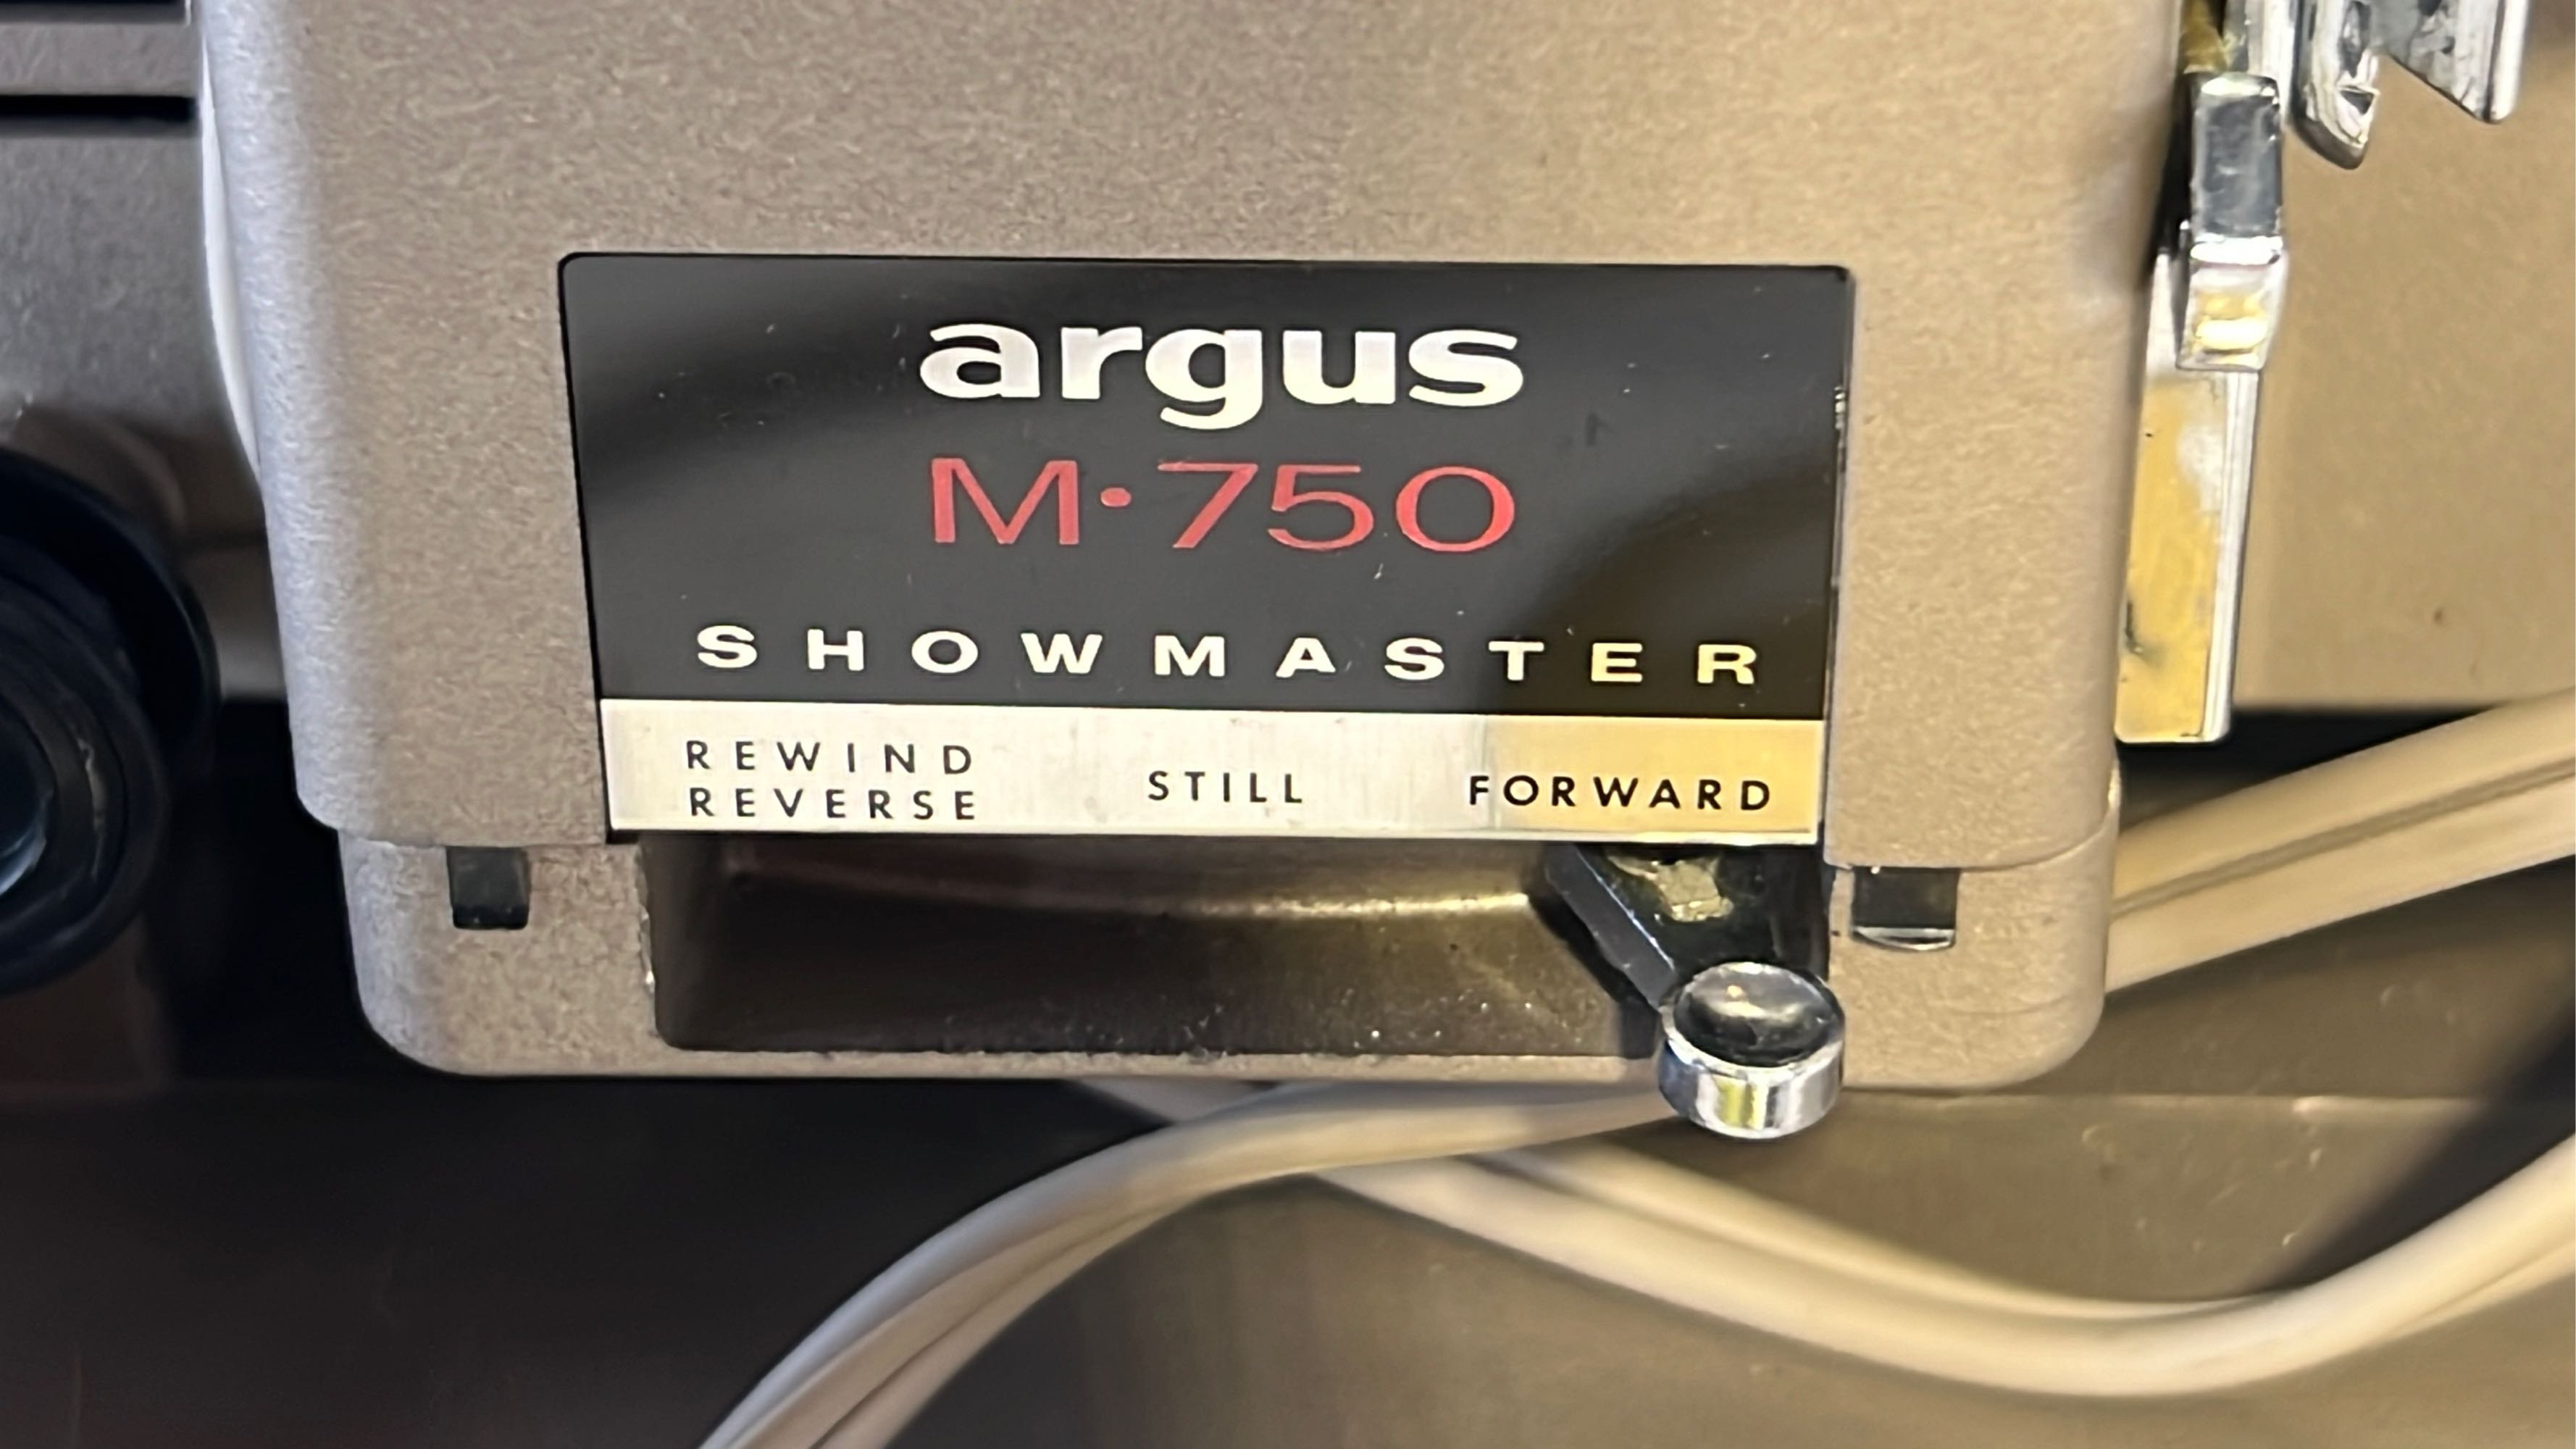 argus
M·750
SHOWMASTER
REWIND
REVERSE
STILL
FORWARD